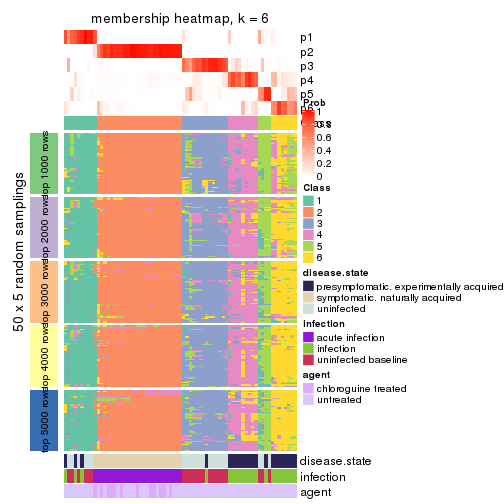 membership heatmap, k = 6
p1
p2
p3
p4
p5
p6
Prob
1
0.8
0.6
0.4
0.2
0
Class
Class
1
2
3
4
5
6
disease.state
presymptomatic. experimentally acquired
symptomatic. naturally acquired
uninfected
infection
acute infection
infection
uninfected baseline
agent
chloroguine treated
untreated
50 x 5 random samplings
top 1000 rows
top 2000 rows
top 3000 rows
top 4000 rows
top 5000 rows
disease.state
infection
agent